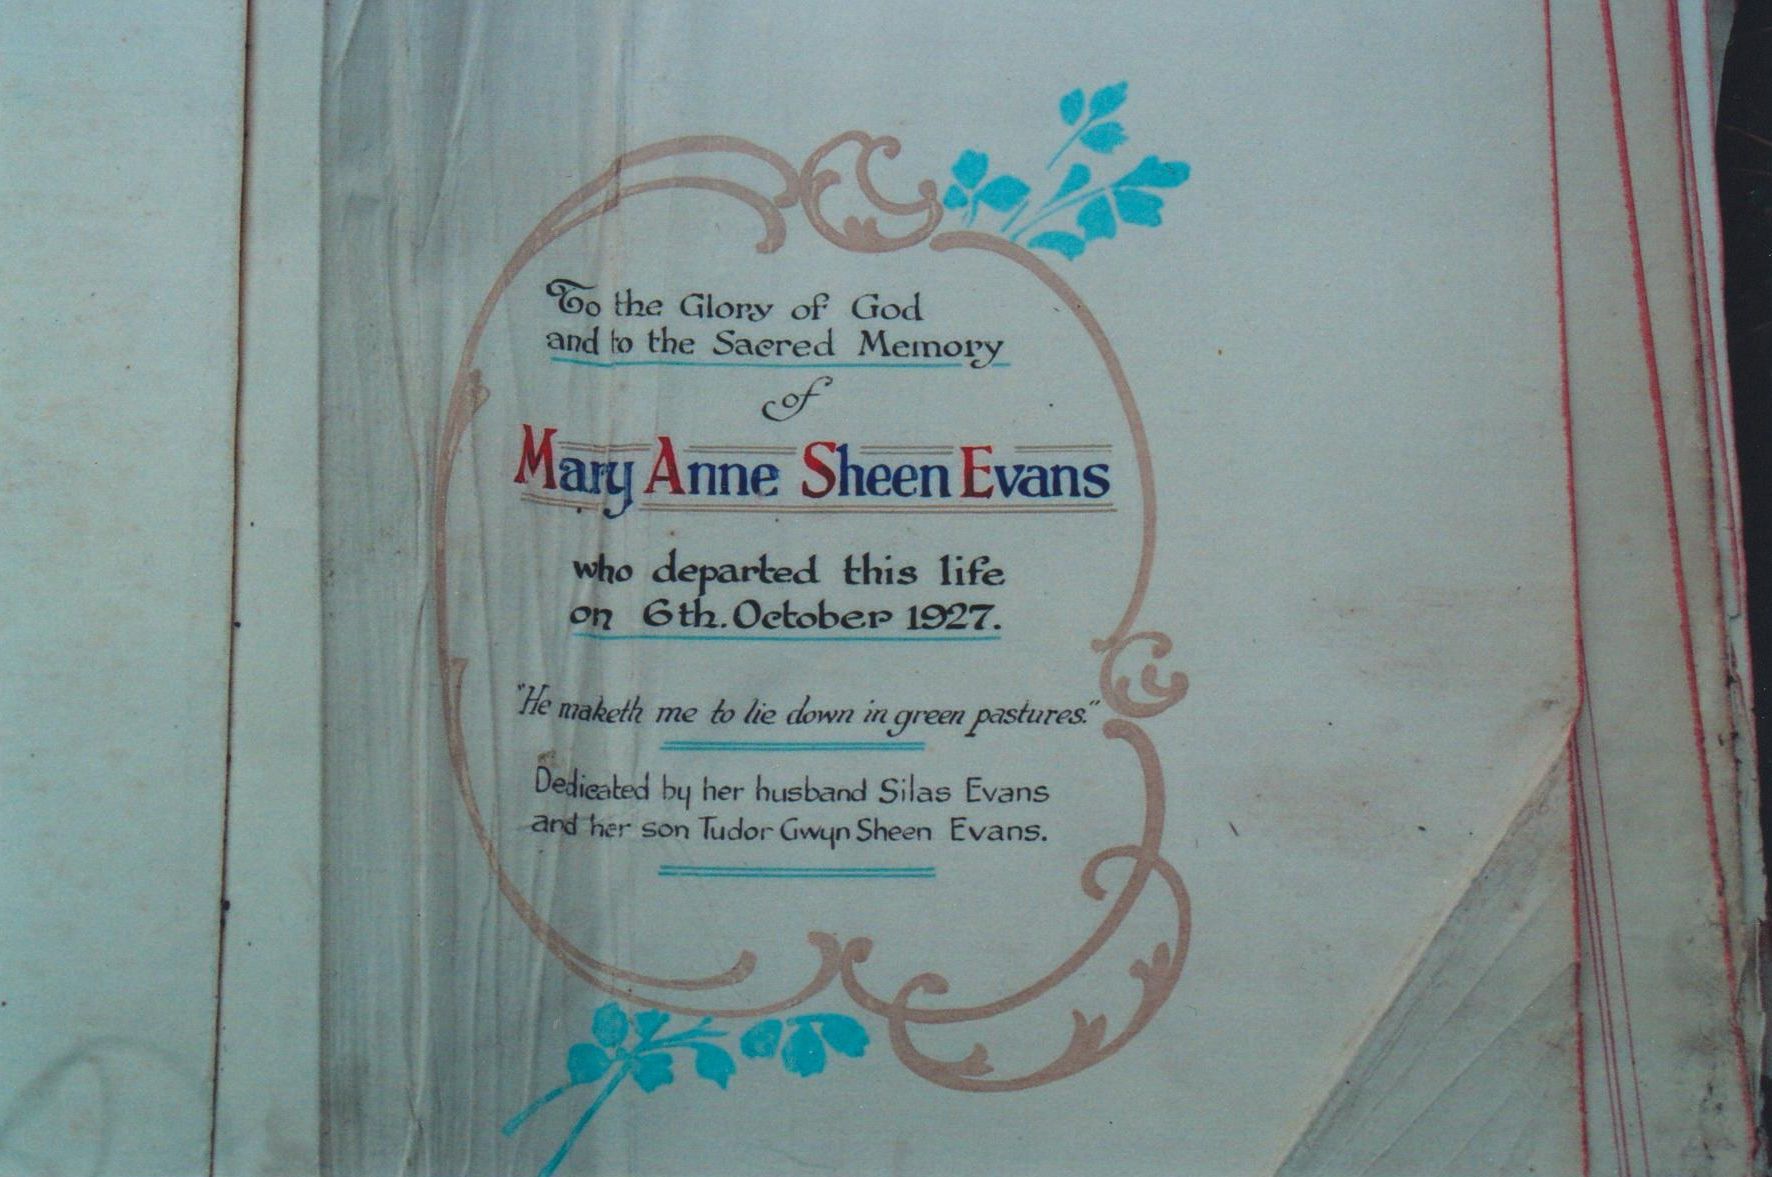 To the Glory of God
and to the Sacred Memory
of
Mary Anne Sheen Evans
who departed this life
on 6th. October 1927.
"He maketh me to lie down in green pastures."
Dedicated by her husband Silas Evans
and her son Tudor Gwyn Sheen Evans.